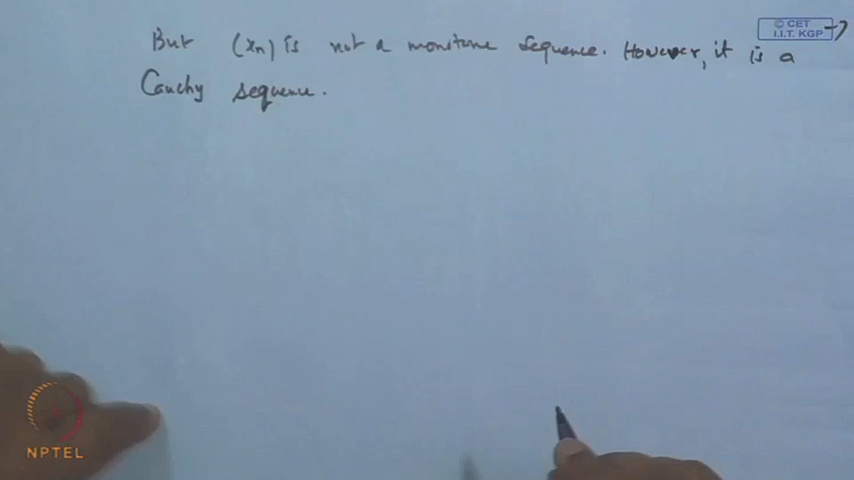 But (xn) is not a monotone sequence. However, it is a
Cauchy sequence.
© CET
I.I.T. KGP
NPTEL